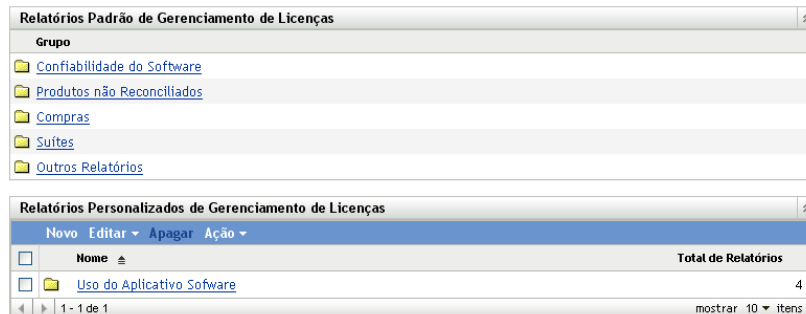 Relatórios Padrão de Gerenciamento de Licenças
Grupo
Confiabilidade do Software
Produtos não Reconciliados
Compras
Suítes
Outros Relatórios
Relatórios Personalizados de Gerenciamento de Licenças
Novo Editar Apagar Ação
Nome Total de Relatórios
Uso do Aplicativo Sofware 4
1 - 1 de 1 mostrar 10 itens